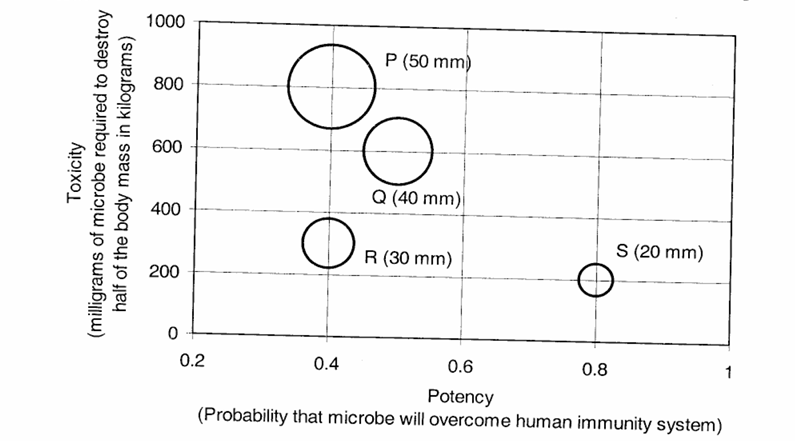 Toxicity
(milligrams of microbe required to destroy
half of the body mass in kilograms)
1000
800
600
400
200
0
P (50 mm)
Q (40 mm)
R (30 mm)
S (20 mm)
0.2
0.4
0.6
0.8
1
Potency
(Probability that microbe will overcome human immunity system)